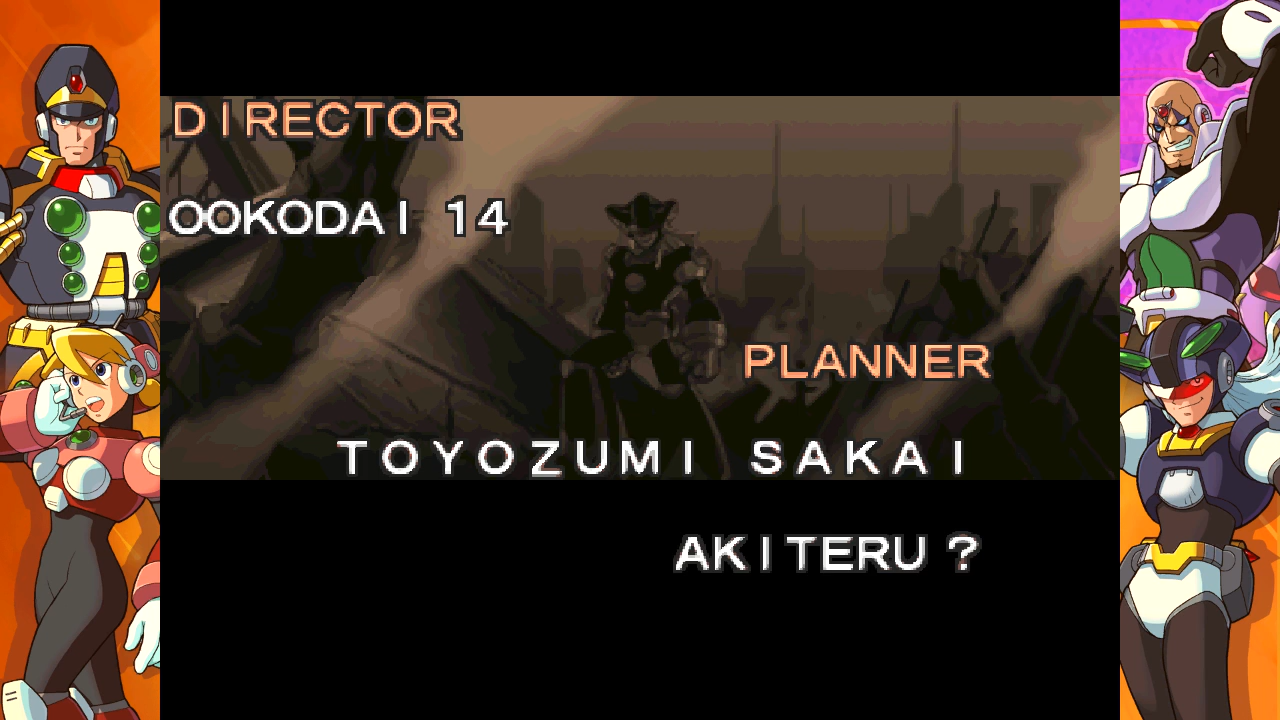 DIRECTOR
OOKODAI 14
PLANNER
TOYOZUMI SAKAI
AKITERU ?